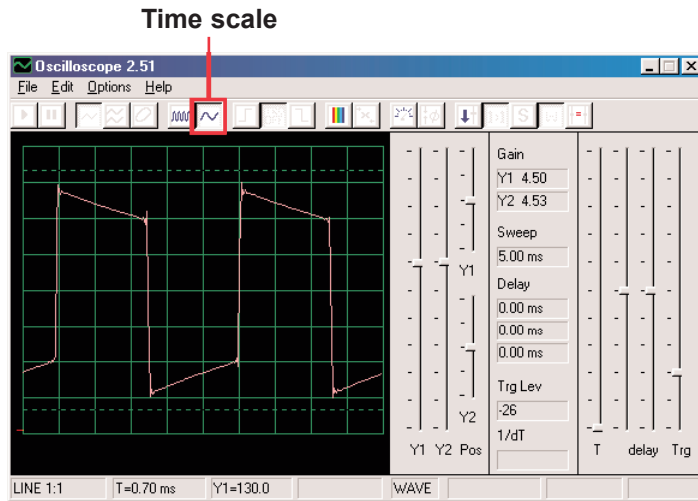 Time scale
Oscilloscope 2.51
File Edit Options Help
Gain
Y1 4.50
Y2 4.53
Sweep
5.00 ms
Delay
0.00 ms
0.00 ms
0.00 ms
Trg Lev
-26
1/dT
Y1
Y2
Y1 Y2 Pos
T delay Trg
LINE 1:1 T=0.70 ms Y1=130.0 WAVE